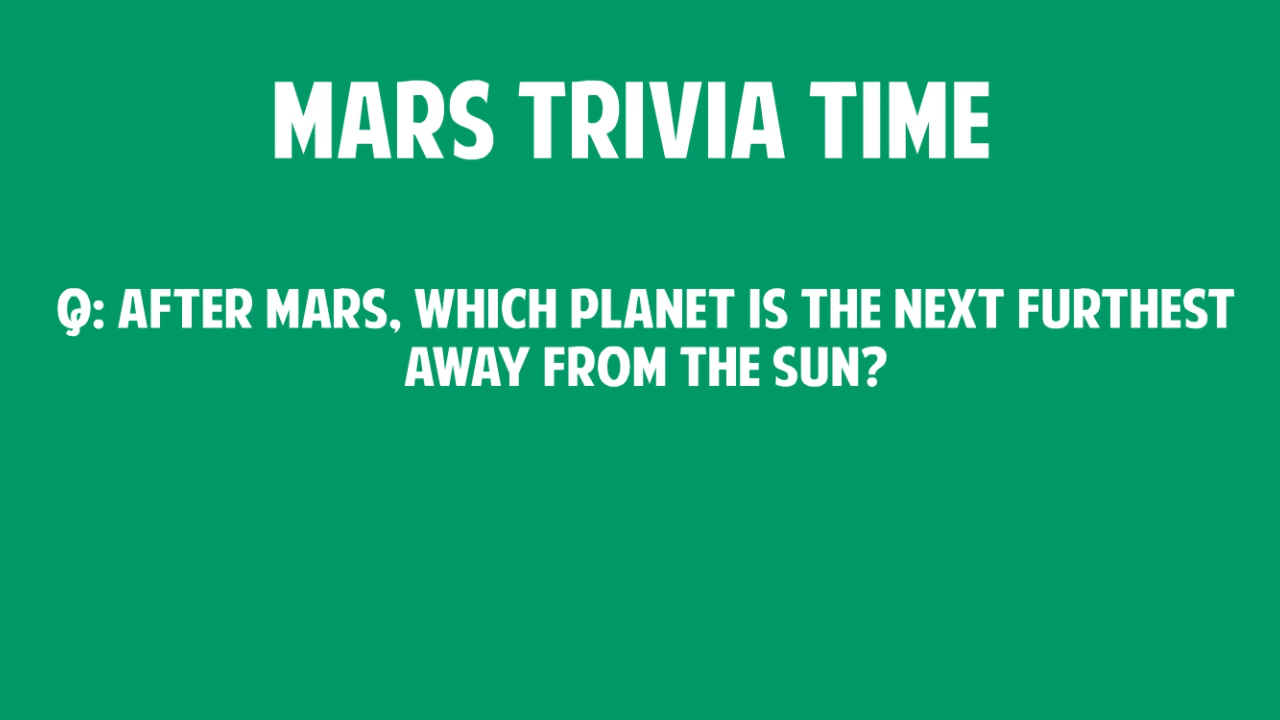 MARS TRIVIA TIME
Q: AFTER MARS, WHICH PLANET IS THE NEXT FURTHEST
AWAY FROM THE SUN?